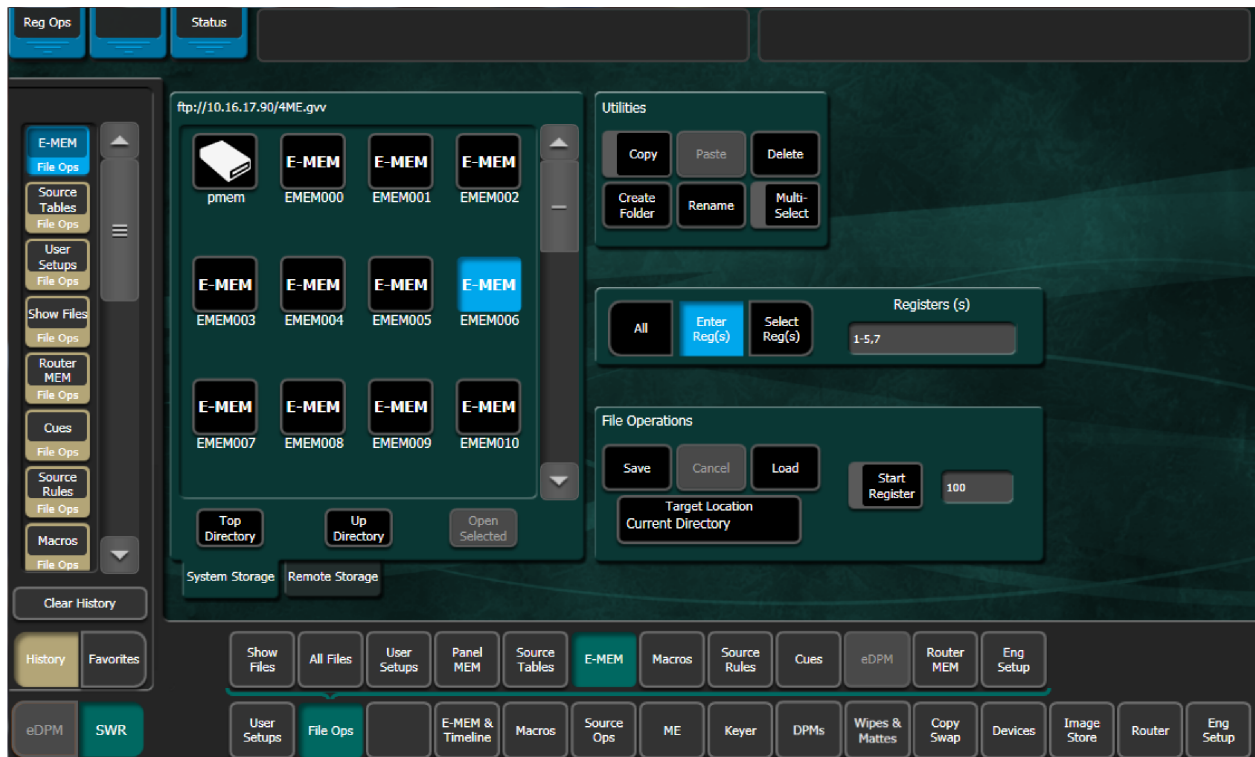 Reg Ops
Status
ftp://10.16.17.90/4ME.gvv
Utilities
E-MEM
File Ops
Source
Tables
File Ops
User
Setups
File Ops
Show Files
File Ops
Router
MEM
File Ops
Cues
File Ops
Source
Rules
File Ops
Macros
File Ops
Clear History
History
Favorites
eDPM
SWR
pmem
E-MEM
EMEM000
E-MEM
EMEM001
E-MEM
EMEM002
E-MEM
EMEM003
E-MEM
EMEM004
E-MEM
EMEM005
E-MEM
EMEM006
E-MEM
EMEM007
E-MEM
EMEM008
E-MEM
EMEM009
E-MEM
EMEM010
Top
Directory
Up
Directory
Open
Selected
System Storage
Remote Storage
Copy
Paste
Delete
Create
Folder
Rename
Multi-
Select
All
Enter
Reg(s)
Select
Reg(s)
Registers (s)
1-5,7
File Operations
Save
Cancel
Load
Target Location
Current Directory
Start
Register
100
Show
Files
All Files
User
Setups
Panel
MEM
Source
Tables
E-MEM
Macros
Source
Rules
Cues
eDPM
Router
MEM
Eng
Setup
User
Setups
File Ops
E-MEM &
Timeline
Macros
Source
Ops
ME
Keyer
DPMs
Wipes &
Mattes
Copy
Swap
Devices
Image
Store
Router
Eng
Setup